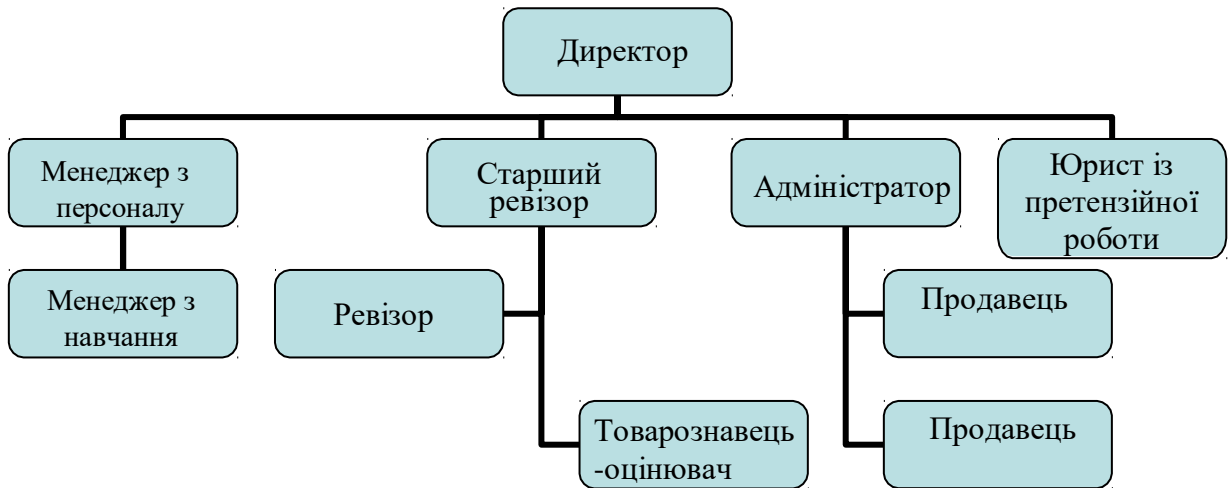 Директор
Менеджер з
персоналу
Старший
ревізор
Адміністратор
Юрист із
претензійної
роботи
Менеджер з
навчання
Ревізор
Продавець
Товарознавець
-оцінювач
Продавець